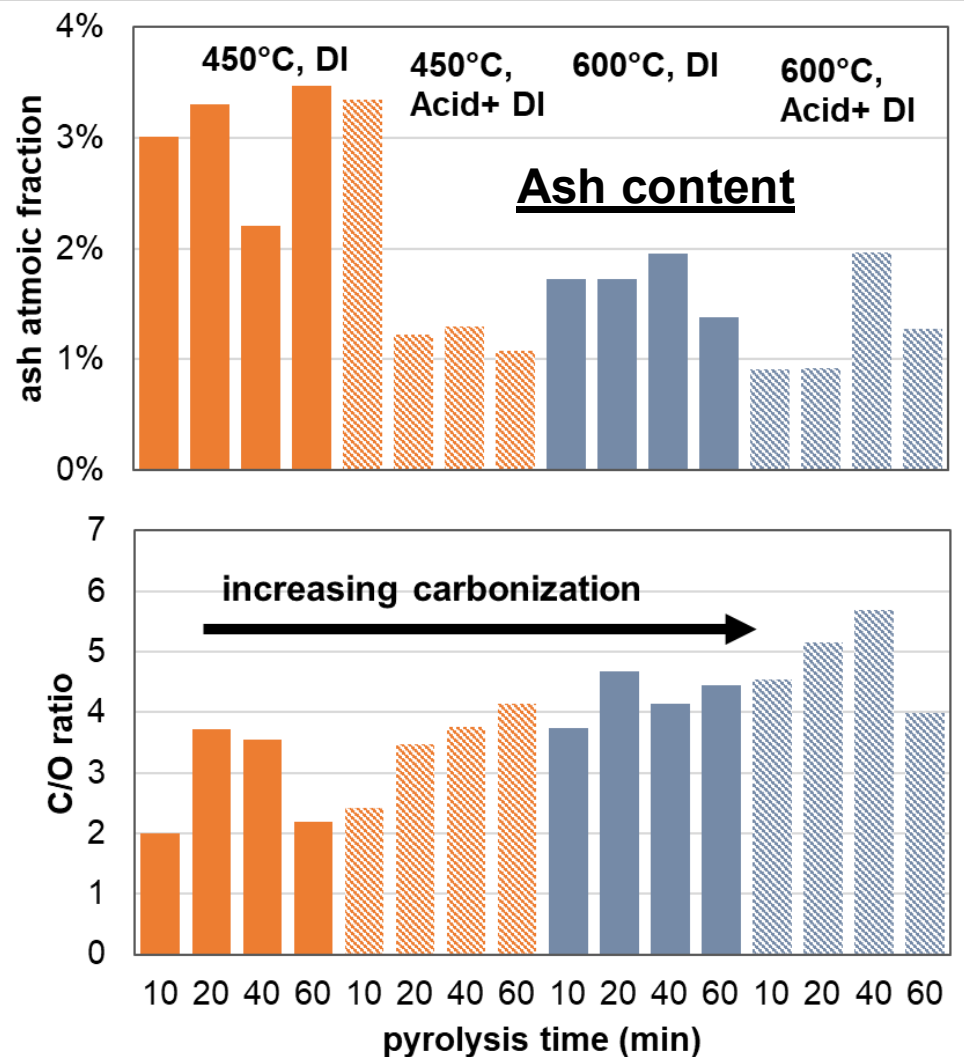 4%
3%
2%
1%
0%
ash atmoic fraction
450°C, DI
450°C,
Acid+ DI
600°C, DI
600°C,
Acid+ DI
Ash content
7
6
5
4
3
2
1
0
C/O ratio
increasing carbonization
10 20 40 60 10 20 40 60 10 20 40 60 10 20 40 60
pyrolysis time (min)